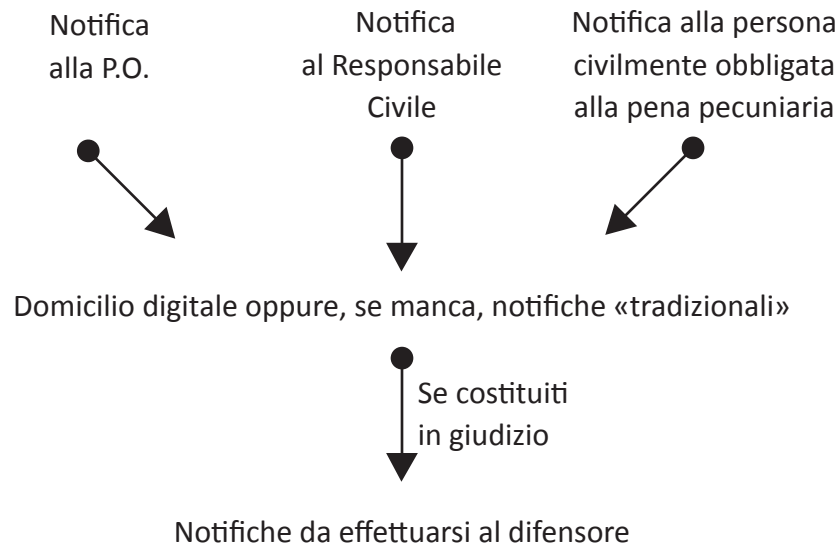 Notifica
alla P.O.
Notifica
al Responsabile
Civile
Notifica alla persona
civilmente obbligata
alla pena pecuniaria
Domicilio digitale oppure, se manca, notifiche «tradizionali»
Se costituiti
in giudizio
Notifiche da effettuarsi al difensore